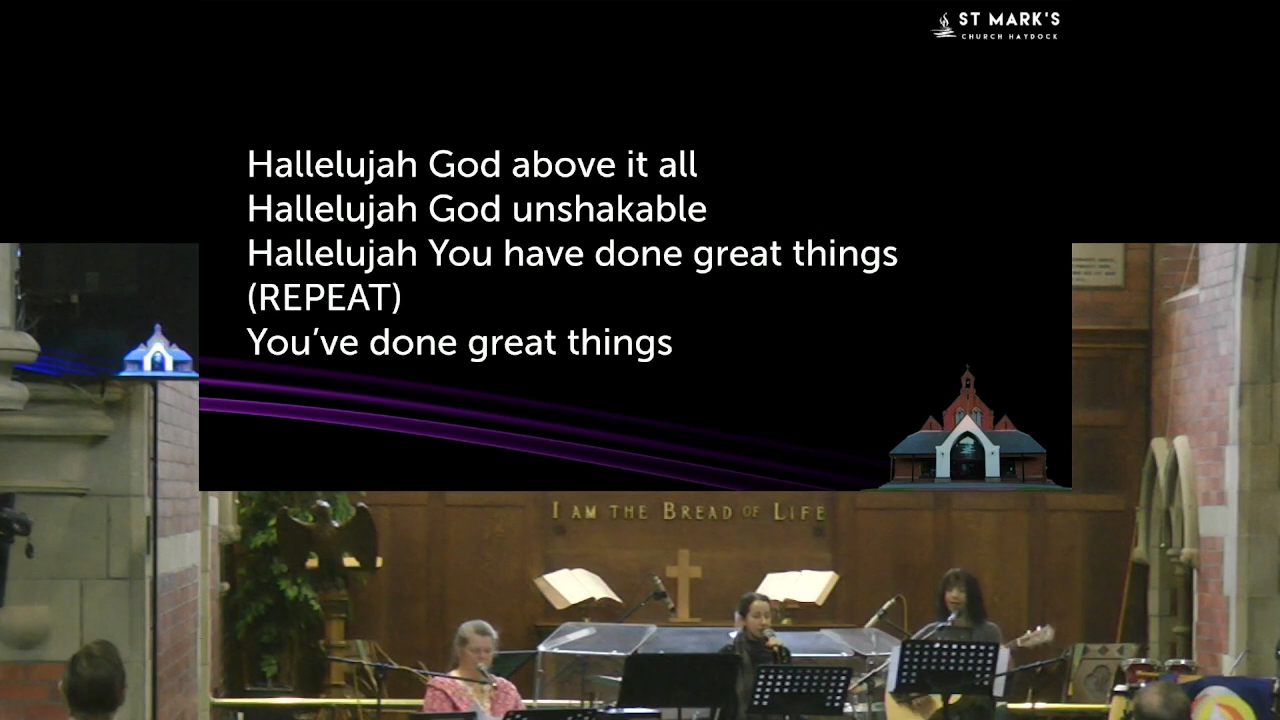 ST MARK'S
CHURCH HAYDOCK
Hallelujah God above it all
Hallelujah God unshakable
Hallelujah You have done great things
(REPEAT)
You've done great things
I AM THE BREAD OF LIFE